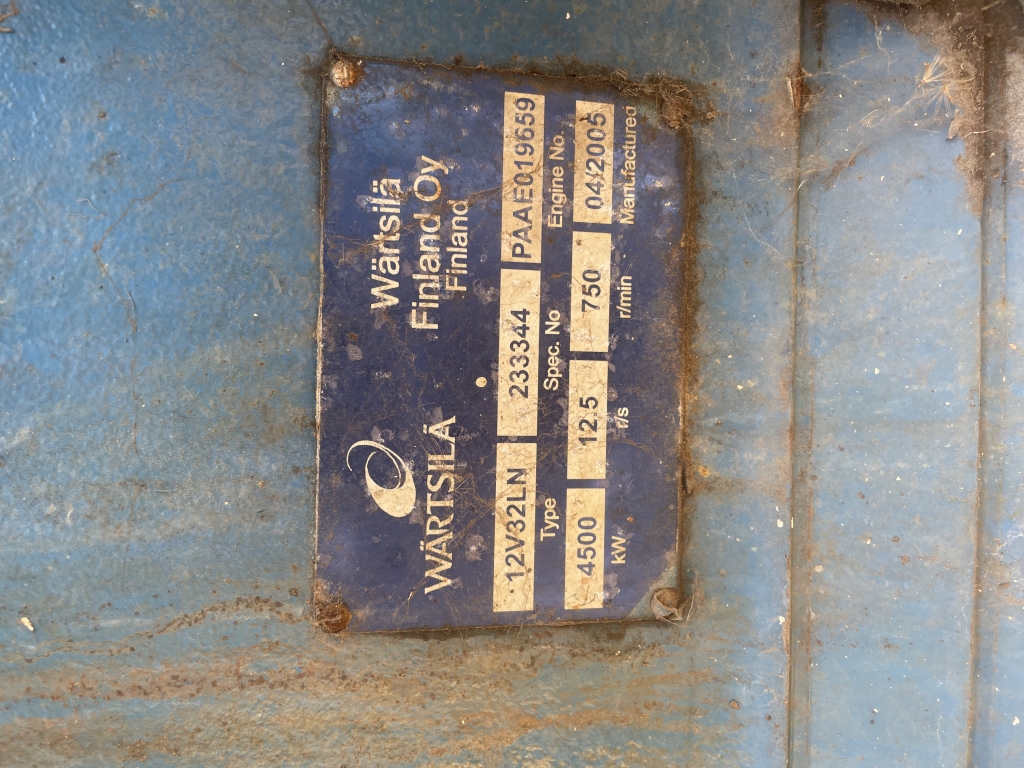 WÄRTSILÄ
Wärtsilä
Finland Oy
Finland
12V32LN 233344 PAAE019659
Type Spec. No Engine No.
4500 12.5 750 04/2005
kW r/s r/min Manufactured